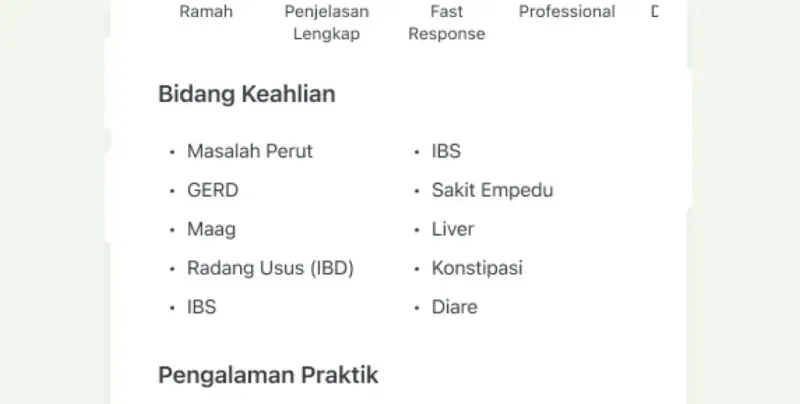 Ramah
Penjelasan
Lengkap
Fast
Response
Professional
Bidang Keahlian
• Masalah Perut
• GERD
• Maag
• Radang Usus (IBD)
• IBS
• IBS
• Sakit Empedu
• Liver
• Konstipasi
• Diare
Pengalaman Praktik